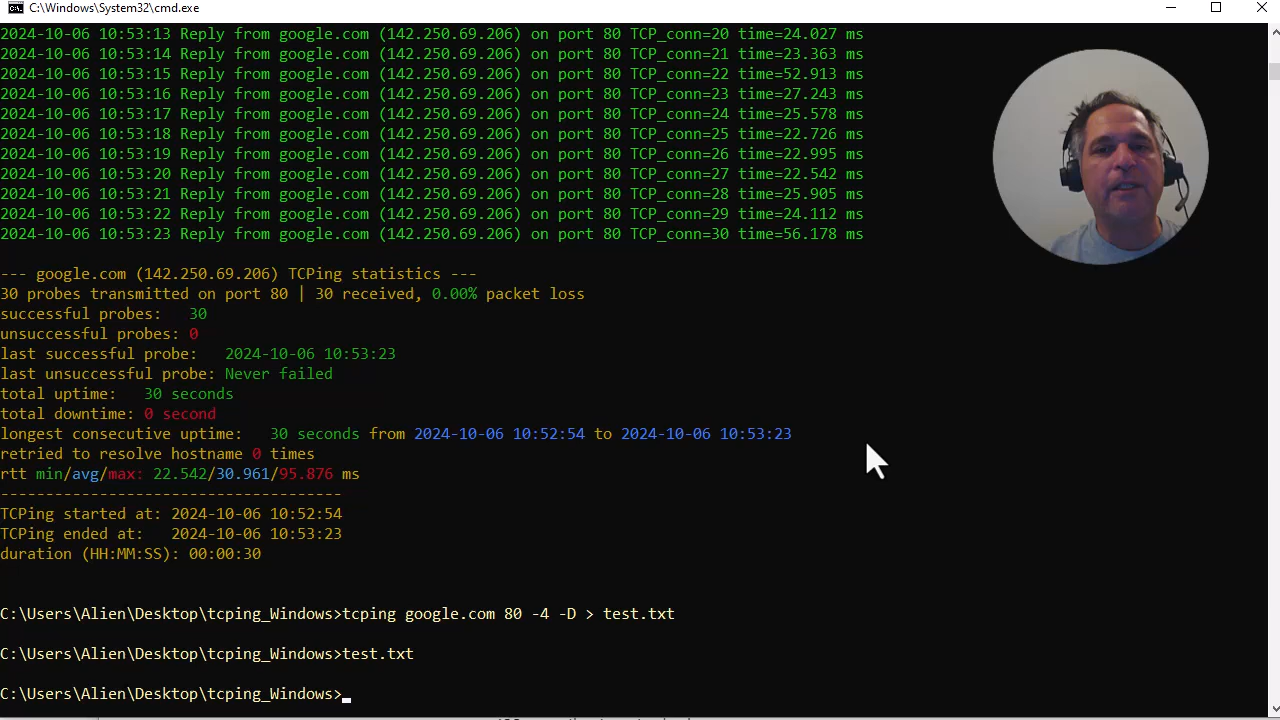 C:\Windows\System32\cmd.exe
2024-10-06 10:53:13 Reply from google.com (142.250.69.206) on port 80 TCP_conn=20 time=24.027 ms
2024-10-06 10:53:14 Reply from google.com (142.250.69.206) on port 80 TCP_conn=21 time=23.363 ms
2024-10-06 10:53:15 Reply from google.com (142.250.69.206) on port 80 TCP_conn=22 time=52.913 ms
2024-10-06 10:53:16 Reply from google.com (142.250.69.206) on port 80 TCP_conn=23 time=27.243 ms
2024-10-06 10:53:17 Reply from google.com (142.250.69.206) on port 80 TCP_conn=24 time=25.578 ms
2024-10-06 10:53:18 Reply from google.com (142.250.69.206) on port 80 TCP_conn=25 time=22.726 ms
2024-10-06 10:53:19 Reply from google.com (142.250.69.206) on port 80 TCP_conn=26 time=22.995 ms
2024-10-06 10:53:20 Reply from google.com (142.250.69.206) on port 80 TCP_conn=27 time=22.542 ms
2024-10-06 10:53:21 Reply from google.com (142.250.69.206) on port 80 TCP_conn=28 time=25.905 ms
2024-10-06 10:53:22 Reply from google.com (142.250.69.206) on port 80 TCP_conn=29 time=24.112 ms
2024-10-06 10:53:23 Reply from google.com (142.250.69.206) on port 80 TCP_conn=30 time=56.178 ms
--- google.com (142.250.69.206) TCPing statistics ---
30 probes transmitted on port 80 | 30 received, 0.00% packet loss
successful probes:   30
unsuccessful probes: 0
last successful probe:   2024-10-06 10:53:23
last unsuccessful probe: Never failed
total uptime:   30 seconds
total downtime: 0 second
longest consecutive uptime:   30 seconds from 2024-10-06 10:52:54 to 2024-10-06 10:53:23
retried to resolve hostname 0 times
rtt min/avg/max: 22.542/30.961/95.876 ms
--------------------------------------
TCPing started at: 2024-10-06 10:52:54
TCPing ended at:   2024-10-06 10:53:23
duration (HH:MM:SS): 00:00:30
C:\Users\Alien\Desktop\tcping_Windows>tcping google.com 80 -4 -D > test.txt
C:\Users\Alien\Desktop\tcping_Windows>test.txt
C:\Users\Alien\Desktop\tcping_Windows>